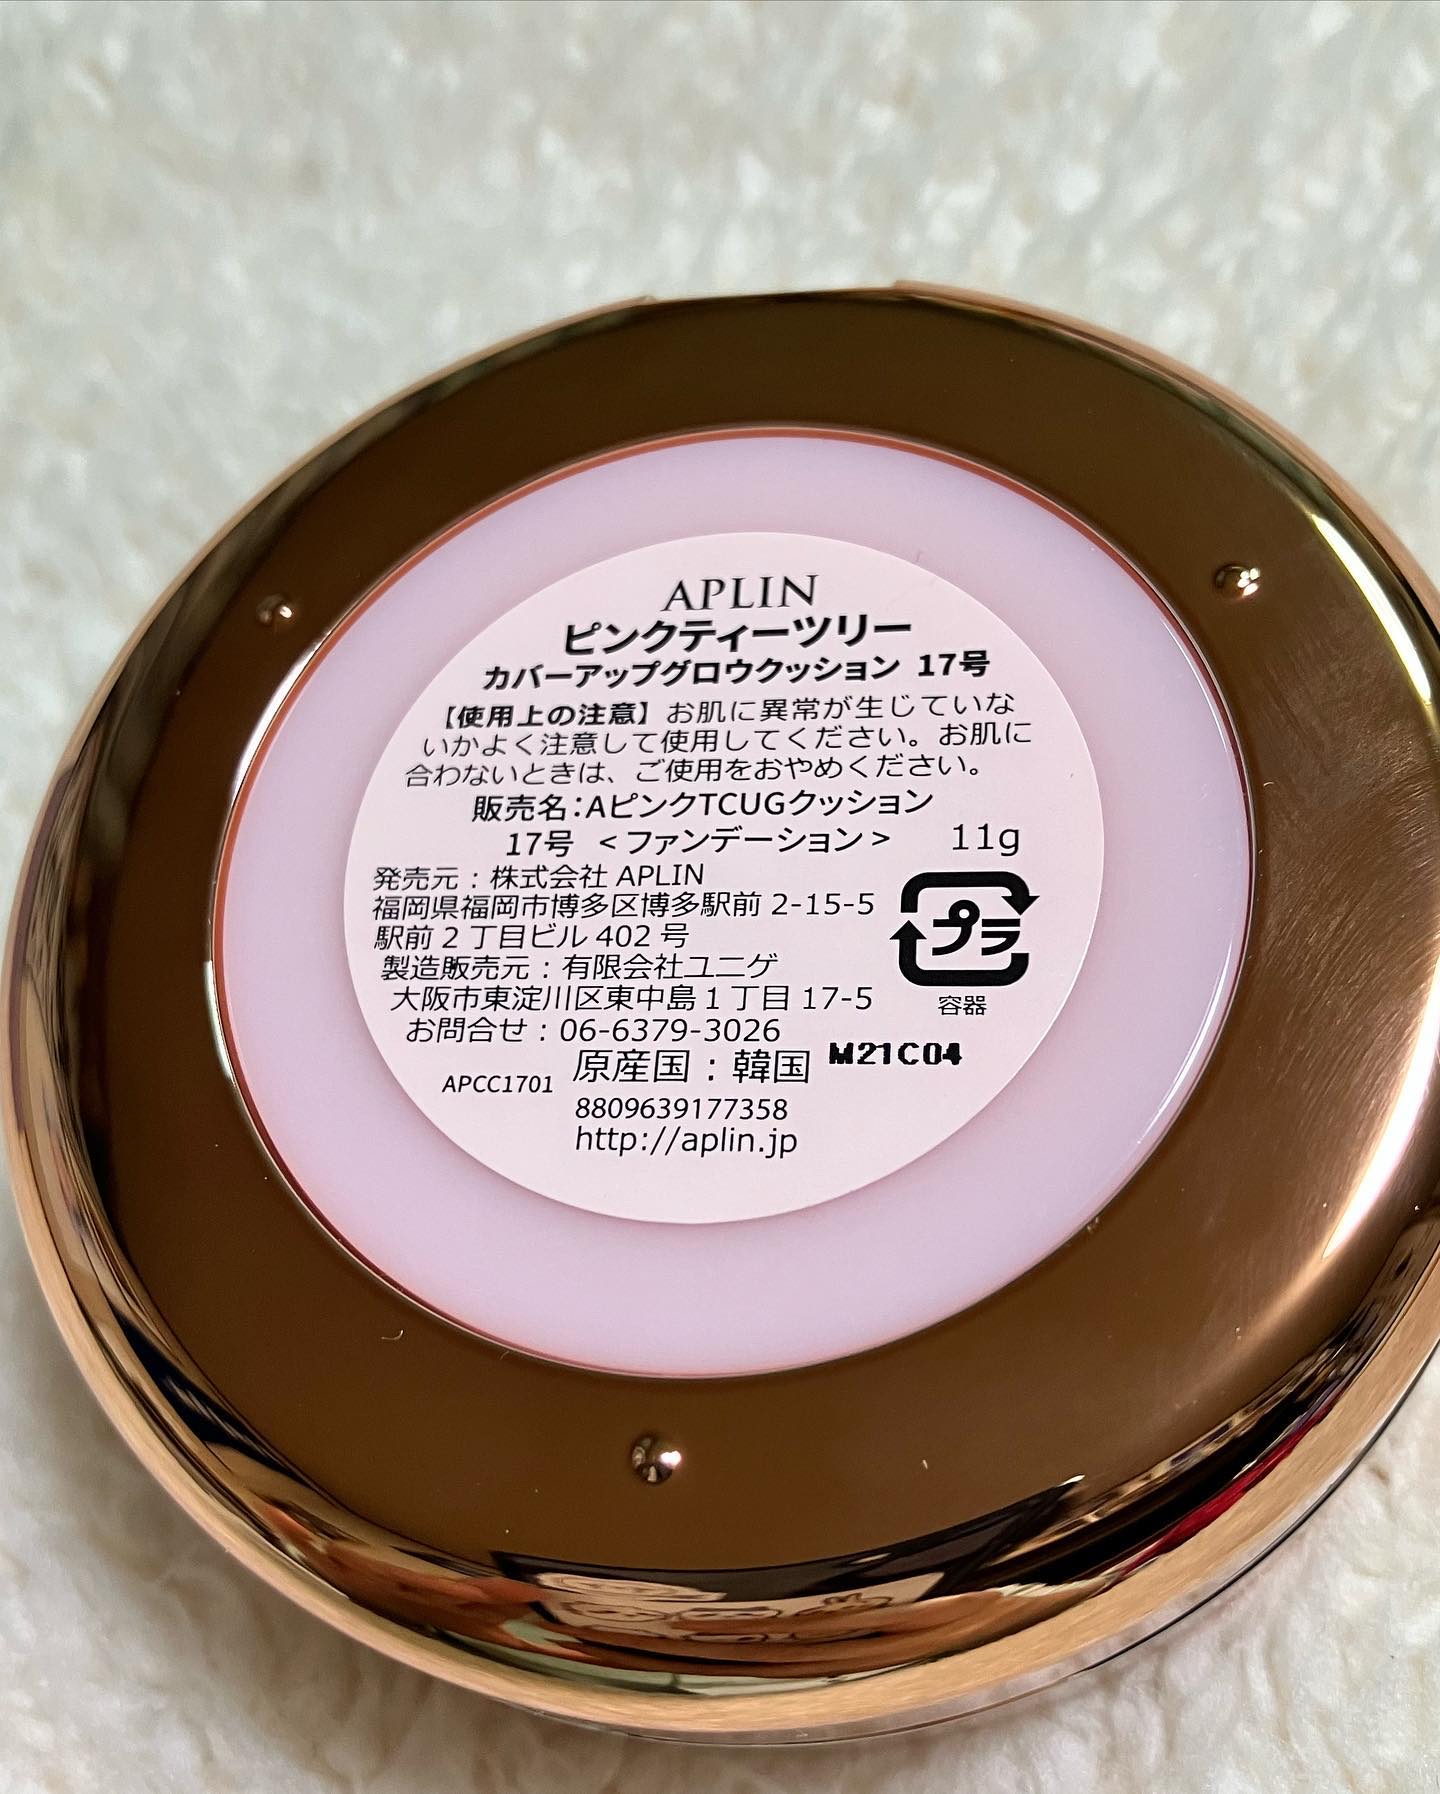 APLIN
ピンクティーツリー
カバーアップグロウクッション 17号
【使用上の注意】お肌に異常が生じていな
いかよく注意して使用してください。お肌に
合わないときは、ご使用をおやめください。
販売名:AピンクTCUGクッション
17号 <ファンデーション> 11g
発売元:株式会社 APLIN
福岡県福岡市博多区博多駅前 2-15-5
駅前 2 丁目ビル 402 号
製造販売元:有限会社ユニゲ
大阪市東淀川区東中島 1 丁目 17-5
お問合せ:06-6379-3026
プラ
容器
原産国:韓国
M21C04
APCC1701
8809639177358
http://aplin.jp